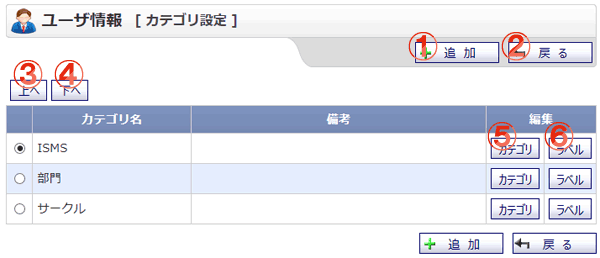 ユーザ情報 [ カテゴリ設定 ]
① 追 加 ② 戻 る
③ ④
上へ 下へ
カテゴリ名 備考 編集
⑤ ⑥
ISMS カテゴリ ラベル
部門 カテゴリ ラベル
サークル カテゴリ ラベル
追 加 戻 る